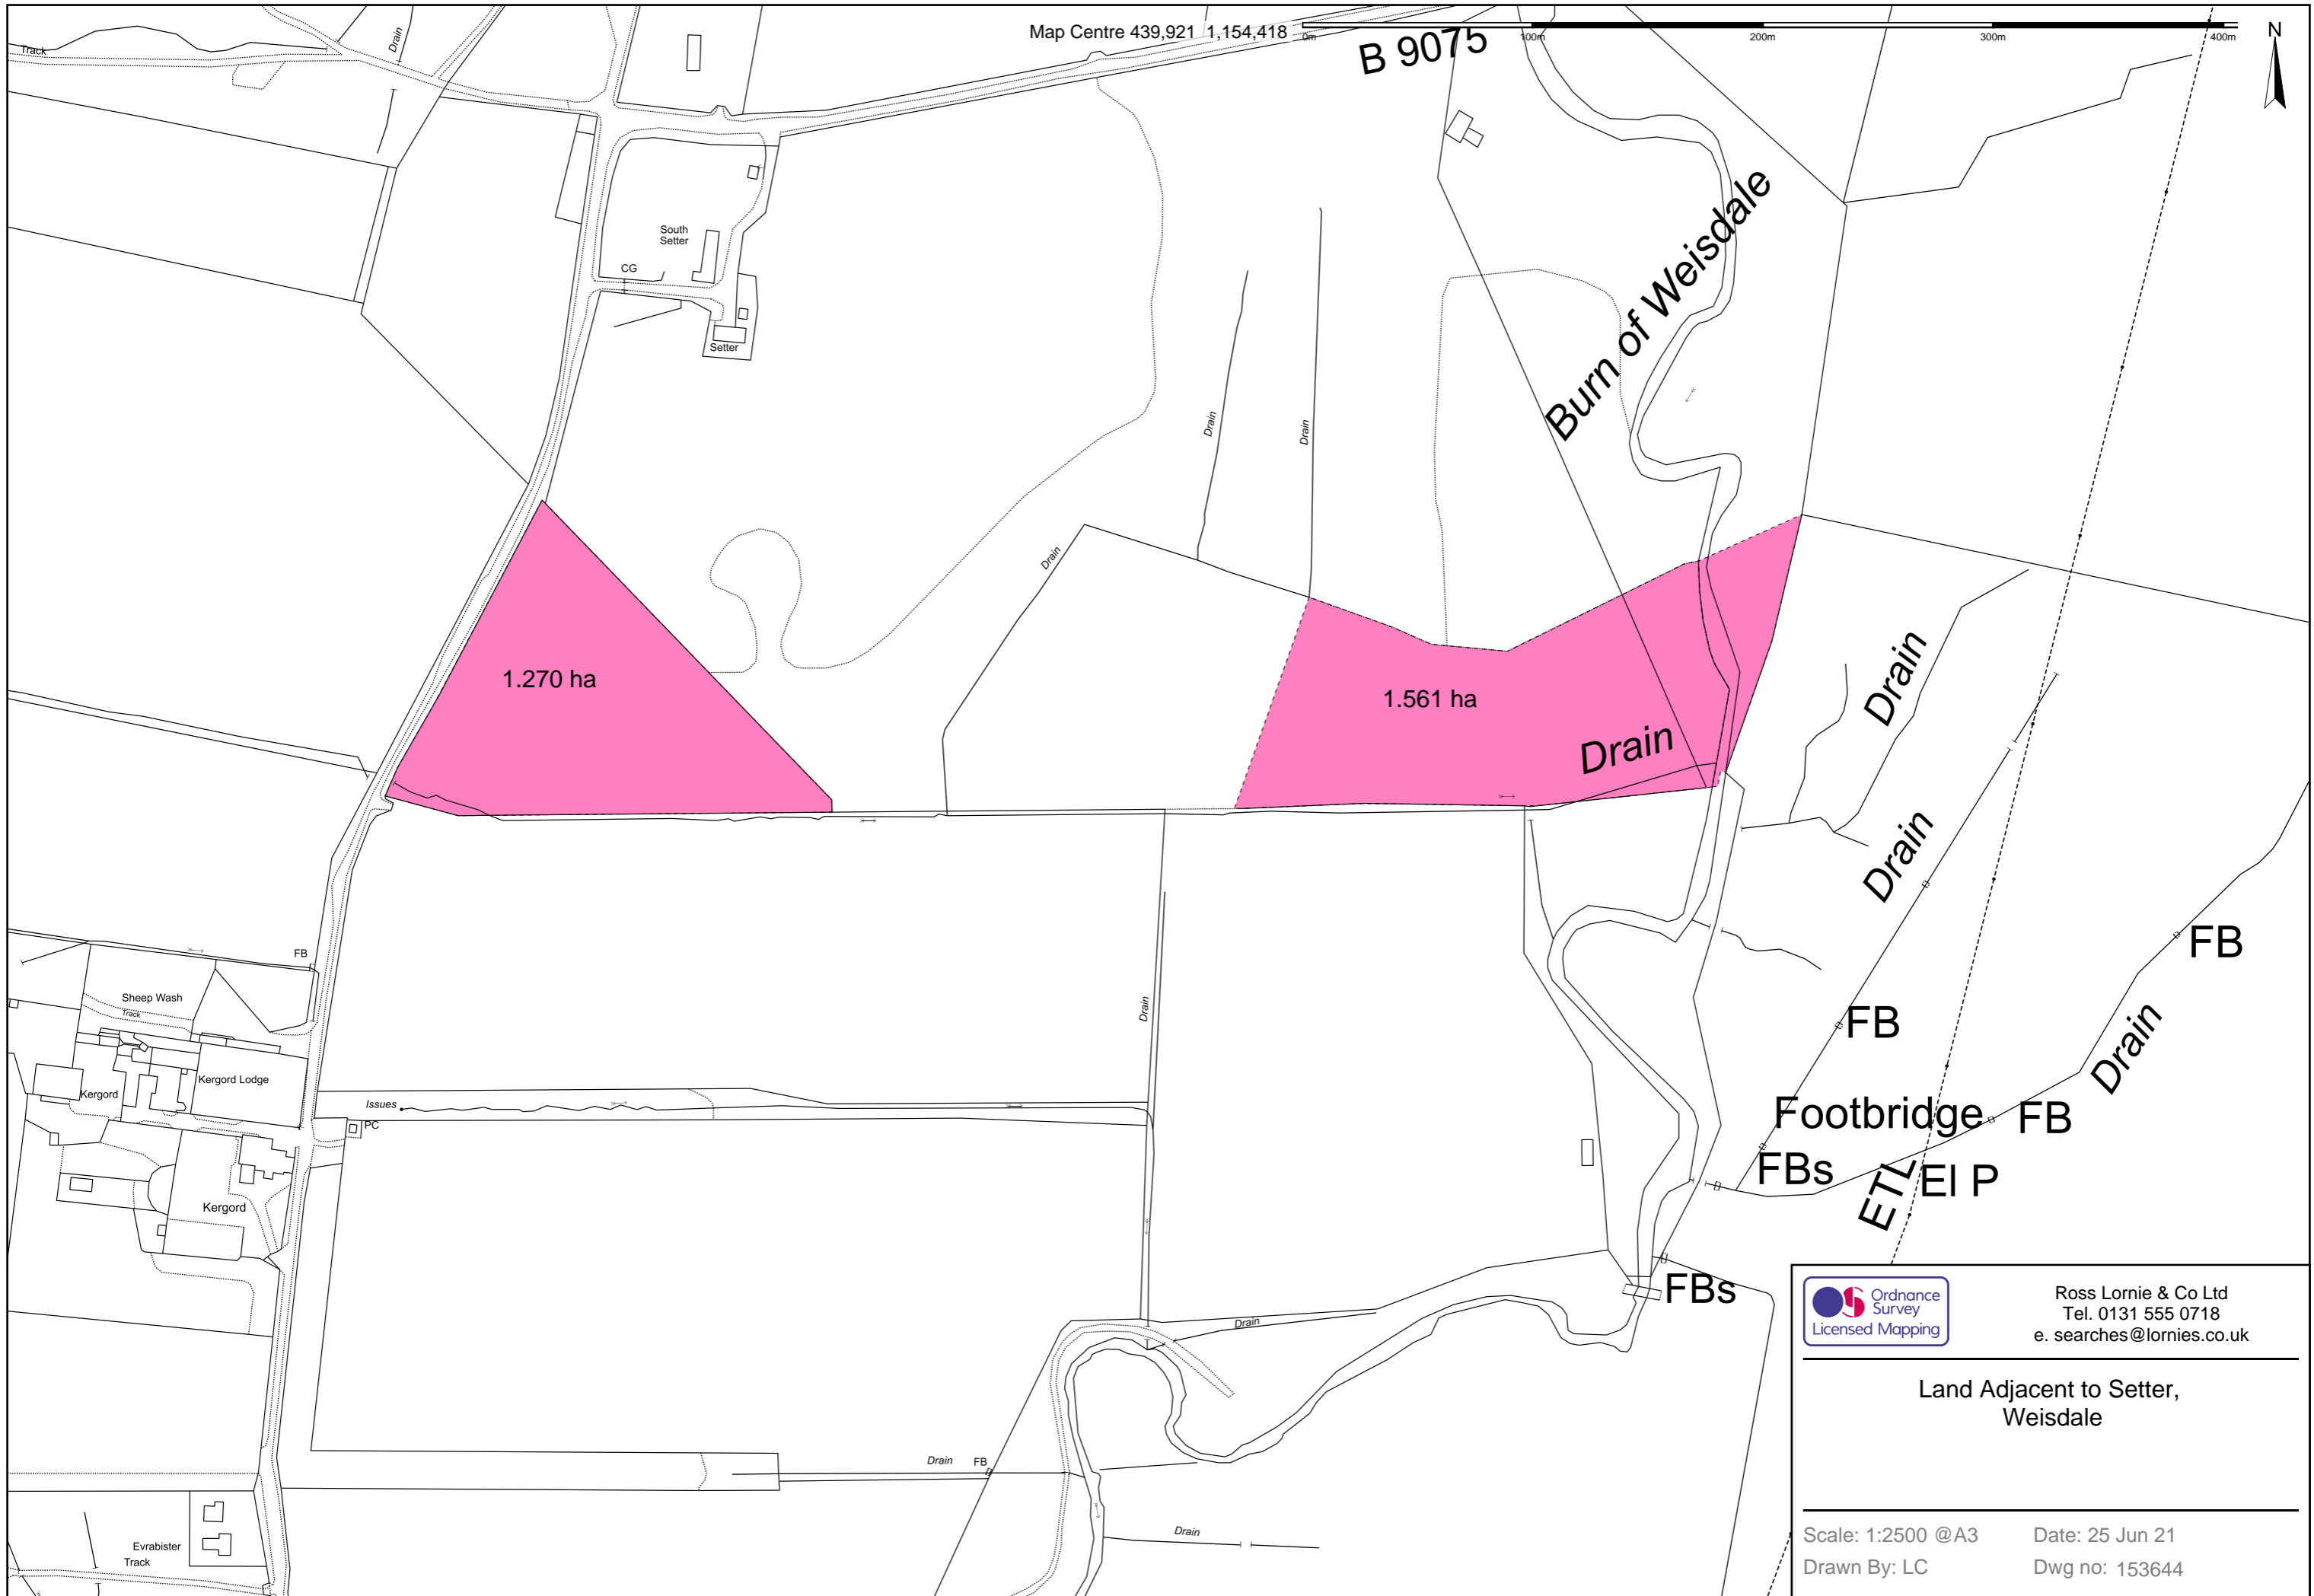 Map Centre 439,921 1,154,418
0m
100m
200m
300m
400m
N
B 9075
Track
Drain
South
Setter
CG
Setter
Burn of Weisdale
Drain
Drain
Drain
1.270 ha
1.561 ha
Drain
Drain
Drain
FB
FB
Sheep Wash
Track
Drain
FB
Drain
Kergord
Kergord Lodge
Issues
PC
Footbridge
FB
FBs
ETL
El P
Kergord
FBs
Drain
Drain
FB
Drain
Evrabister
Track
Ordnance
Survey
Licensed Mapping
Ross Lornie & Co Ltd
Tel. 0131 555 0718
e. searches@lornies.co.uk
Land Adjacent to Setter,
Weisdale
Scale: 1:2500 @A3
Date: 25 Jun 21
Drawn By: LC
Dwg no: 153644